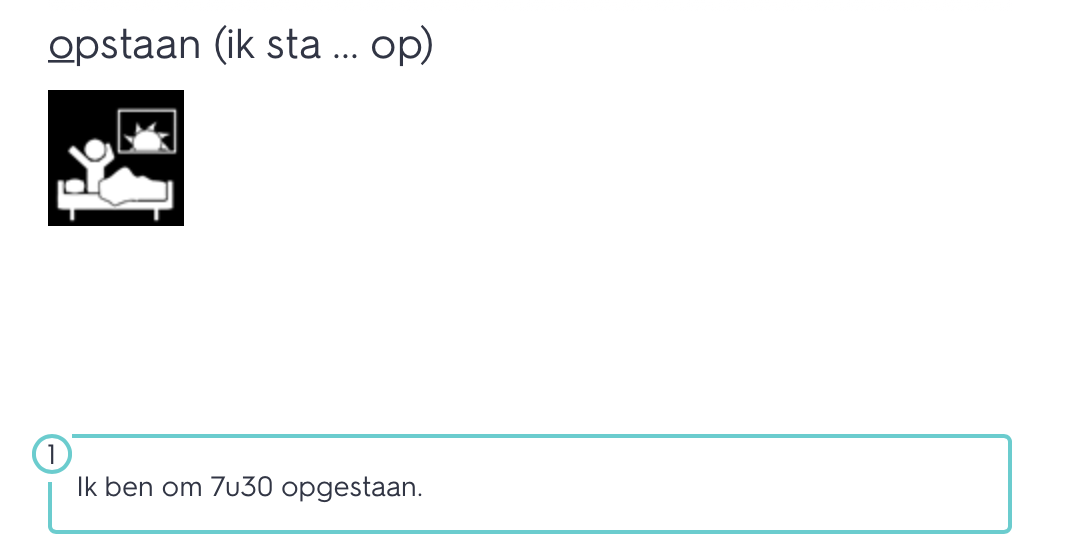 opstaan (ik sta ... op)
1
Ik ben om 7u30 opgestaan.